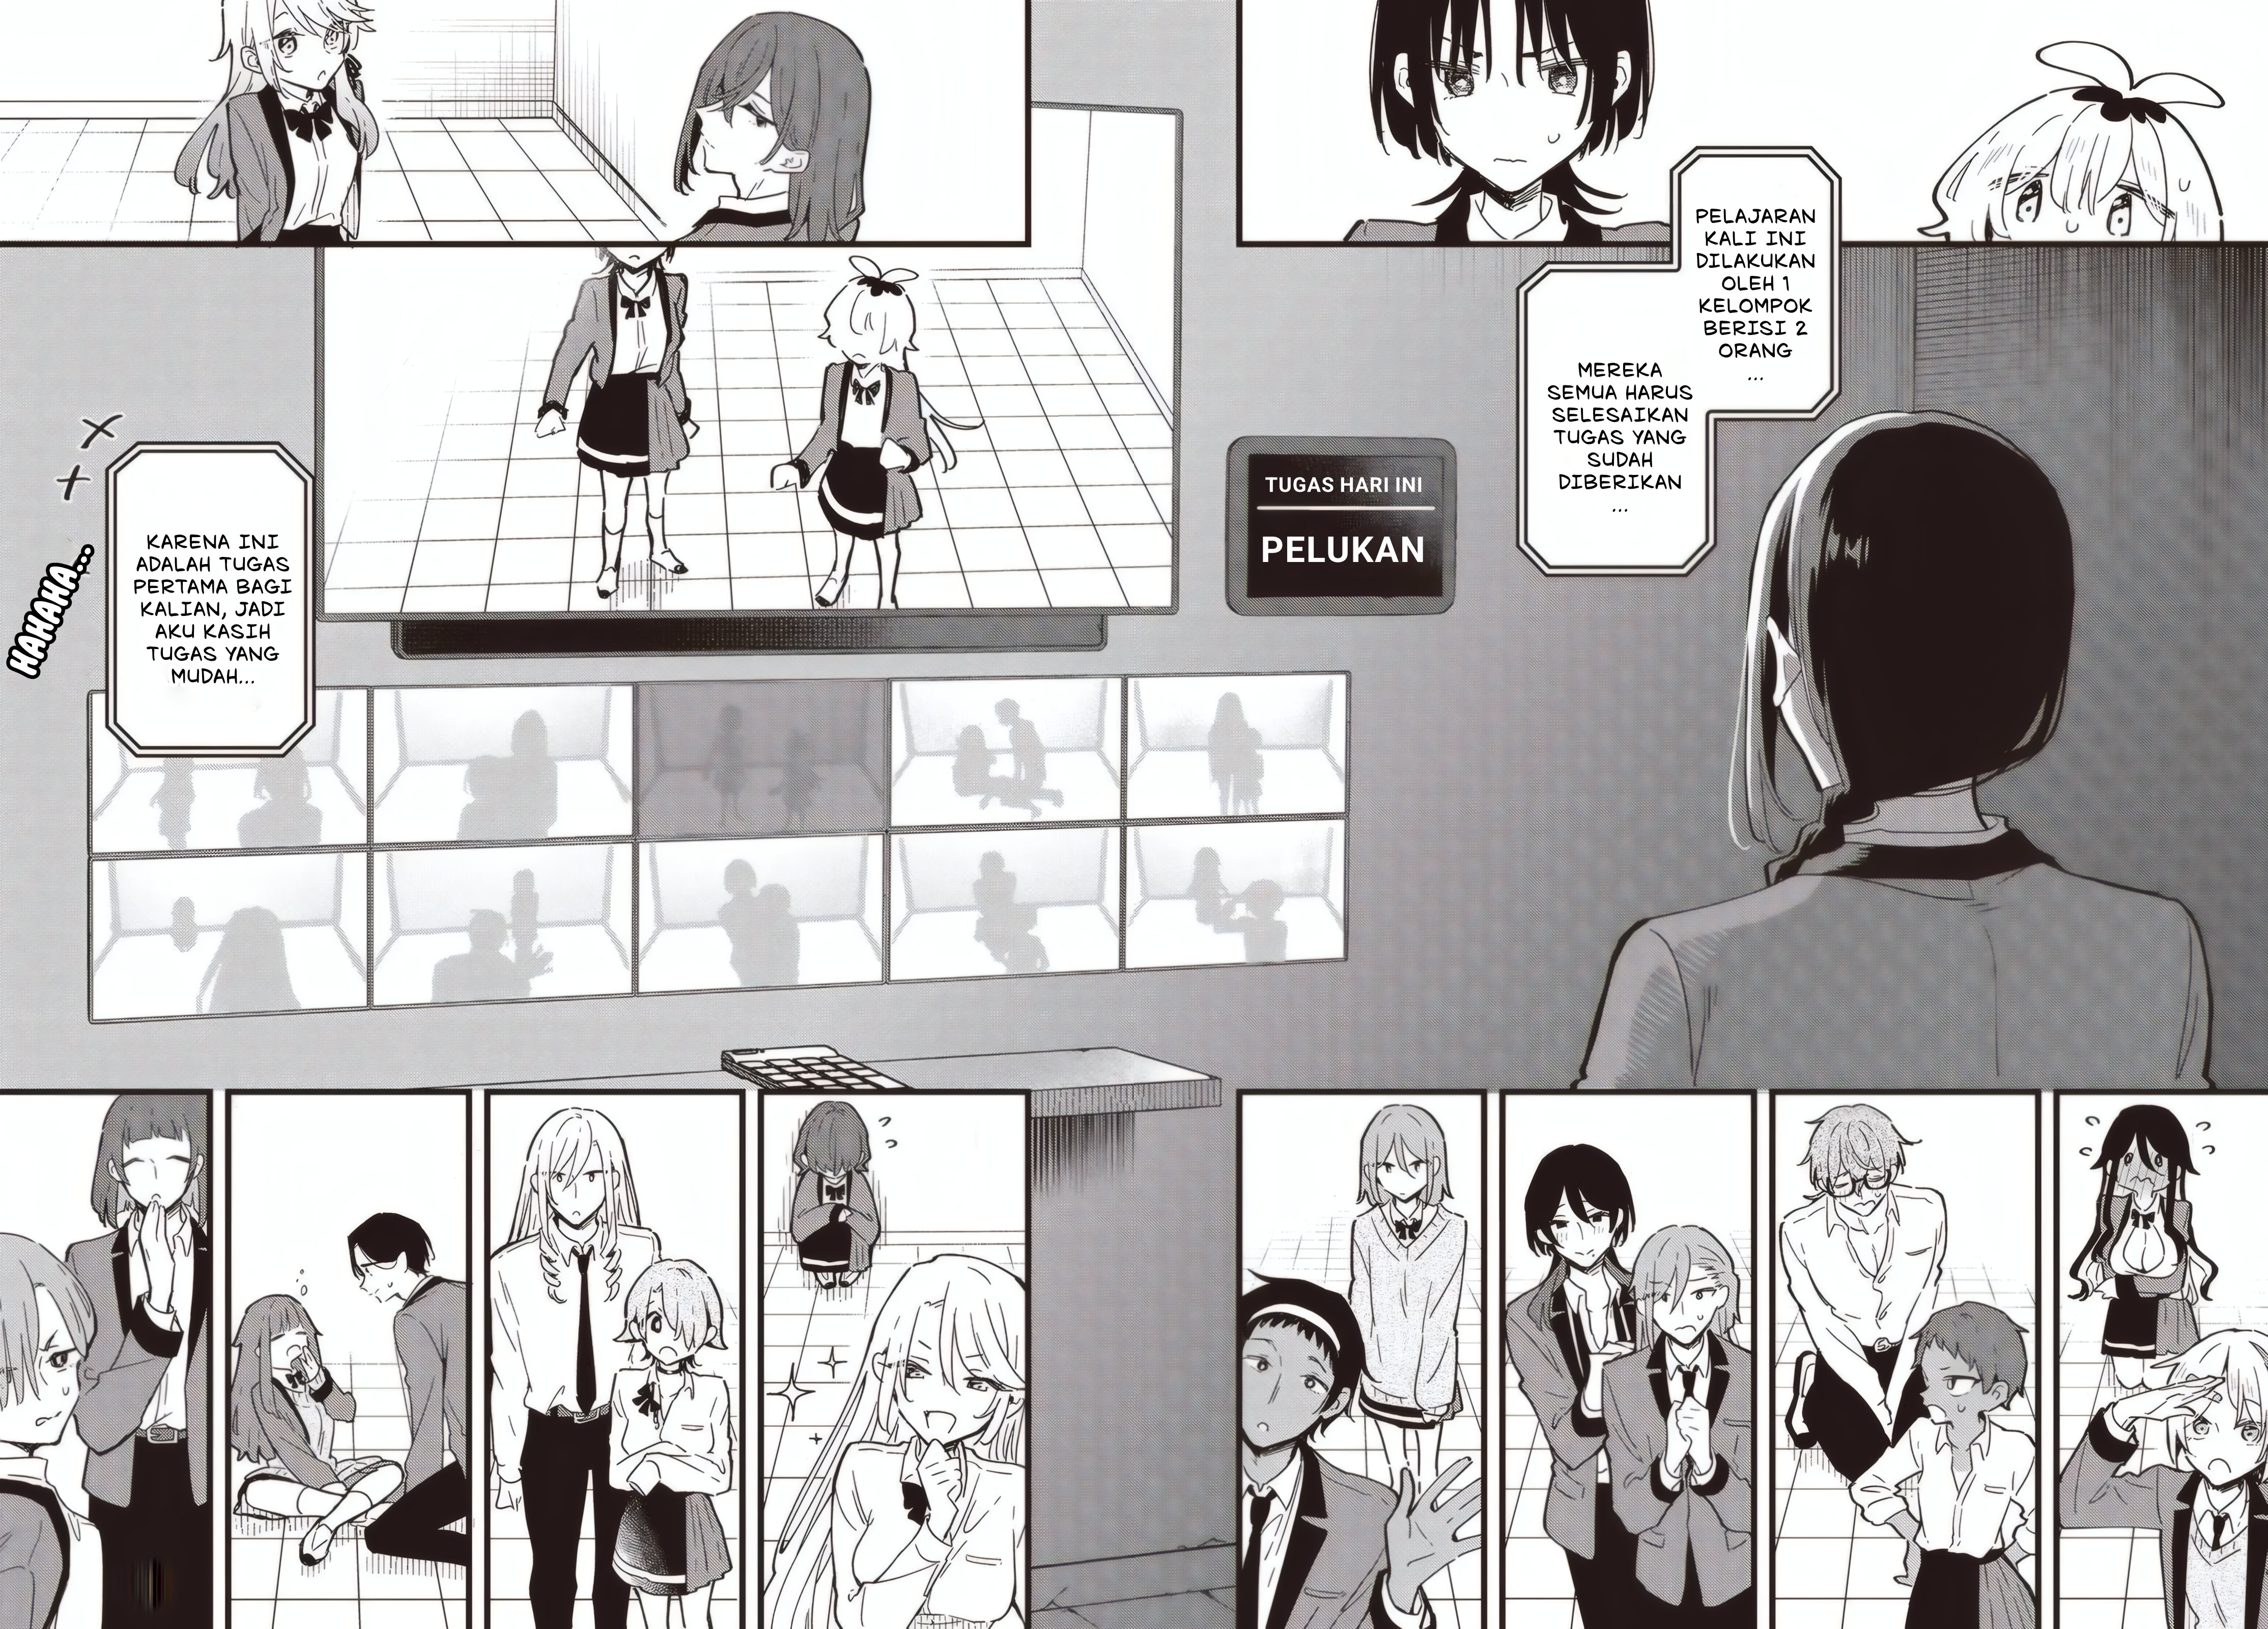 PELAJARAN
KALI INI
DILAKUKAN
OLEH 1
KELOMPOK
BERISI 2
ORANG
...
MEREKA
SEMUA HARUS
SELESAIKAN
TUGAS YANG
SUDAH
DIBERIKAN
...
TUGAS HARI INI
PELUKAN
KARENA INI
ADALAH TUGAS
PERTAMA BAGI
KALIAN, JADI
AKU KASIH
TUGAS YANG
MUDAH...
HAHAHA...